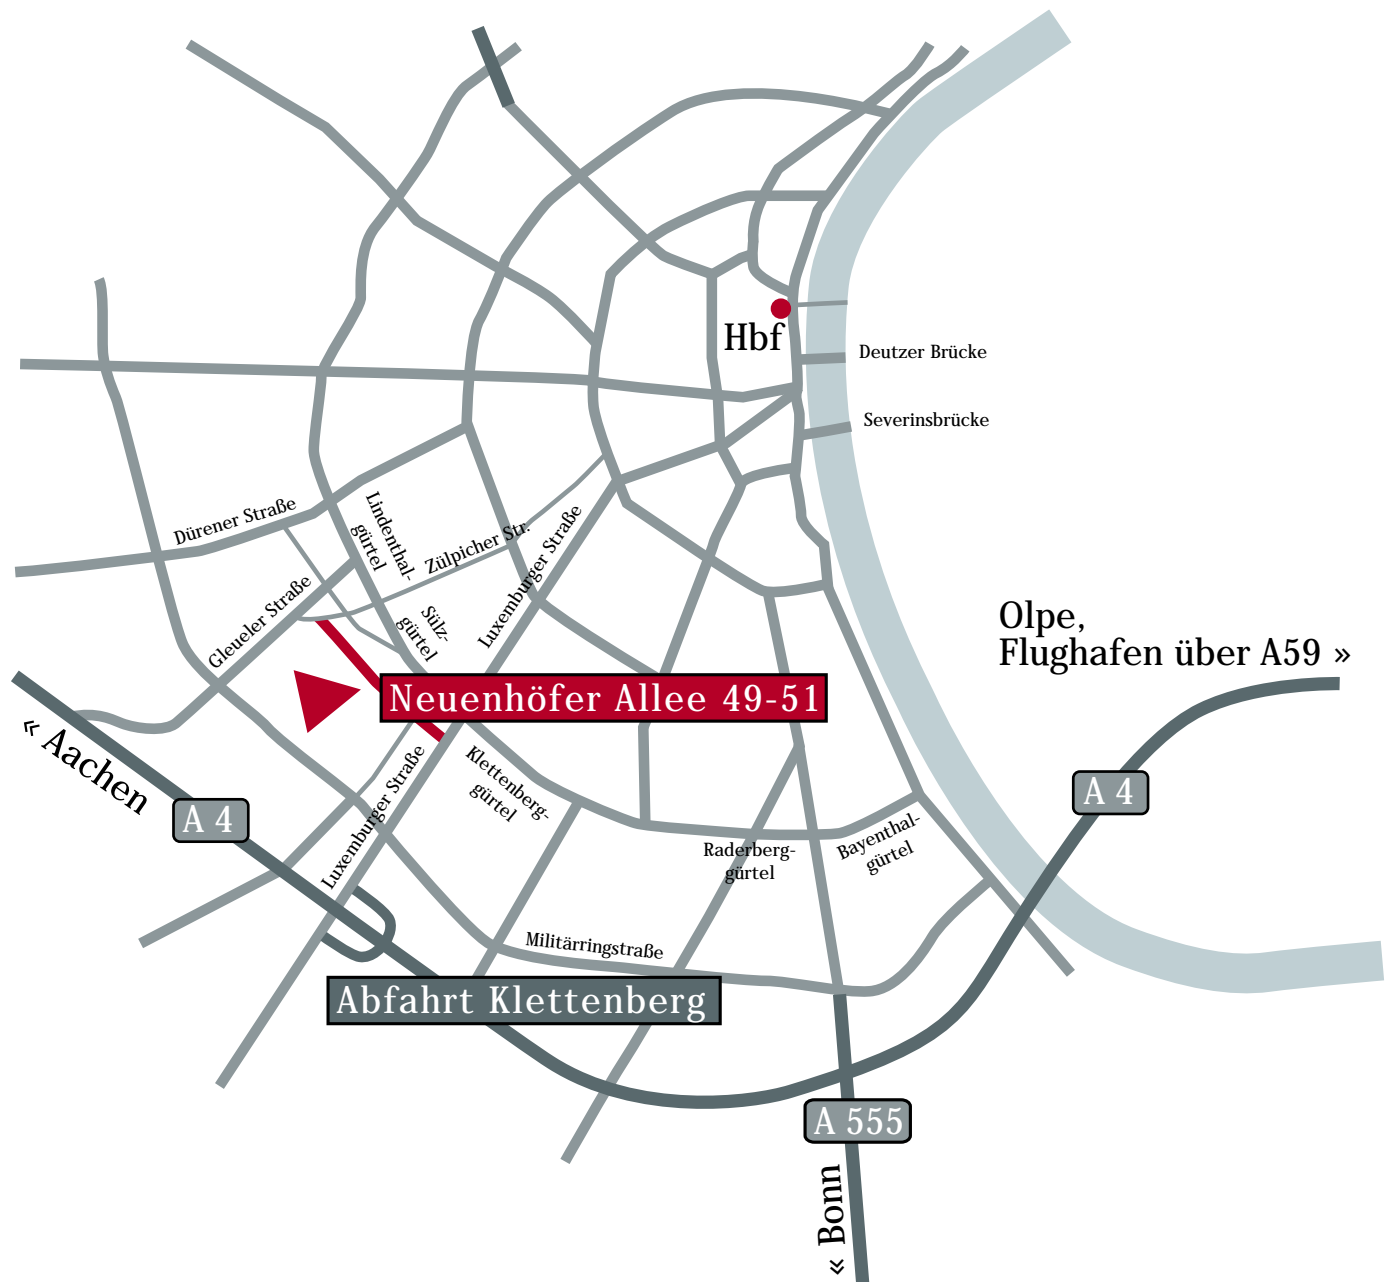 Hbf
Deutzer Brücke
Severinsbrücke
Dürener Straße
Lindenthal-
gürtel
Zülpicher Str.
Luxemburger Straße
Gleueler Straße
Sülz-
gürtel
Olpe,
Flughafen über A59 »
Neuenhöfer Allee 49-51
« Aachen
A 4
Luxemburger Straße
Klettenberg-
gürtel
A 4
Raderberg-
gürtel
Bayenthal-
gürtel
Militärringstraße
Abfahrt Klettenberg
A 555
« Bonn